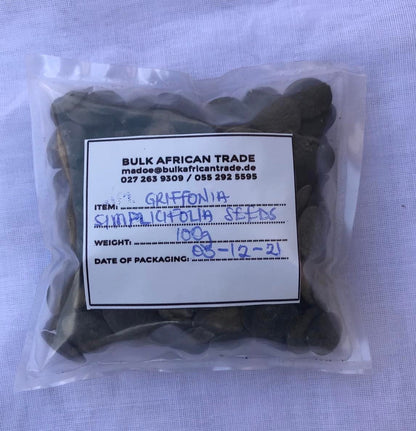 BULK AFRICAN TRADE
madoe@bulkafricantrade.de
027 263 9309 / 055 292 5595
ITEM: GRIFFONIA
SIMPLICIFOLIA SEEDS
WEIGHT: 100g
DATE OF PACKAGING: 08-12-21